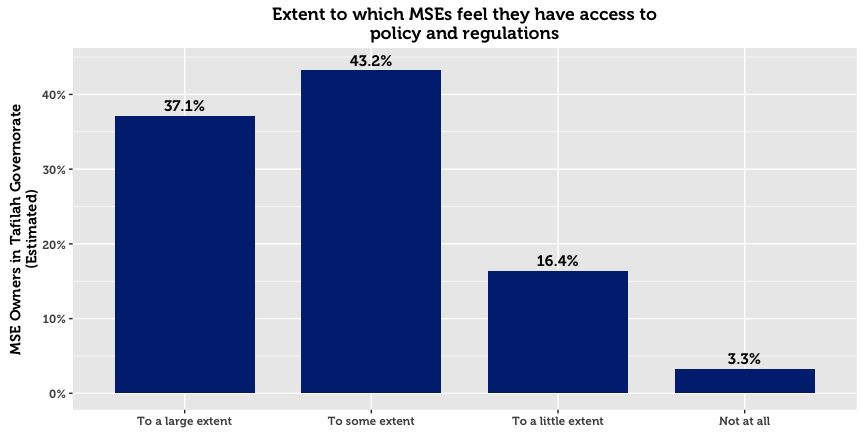 Extent to which MSEs feel they have access to
policy and regulations
MSE Owners in Tafilah Governorate
(Estimated)
40%
30%
20%
10%
0%
37.1%
43.2%
16.4%
3.3%
To a large extent
To some extent
To a little extent
Not at all